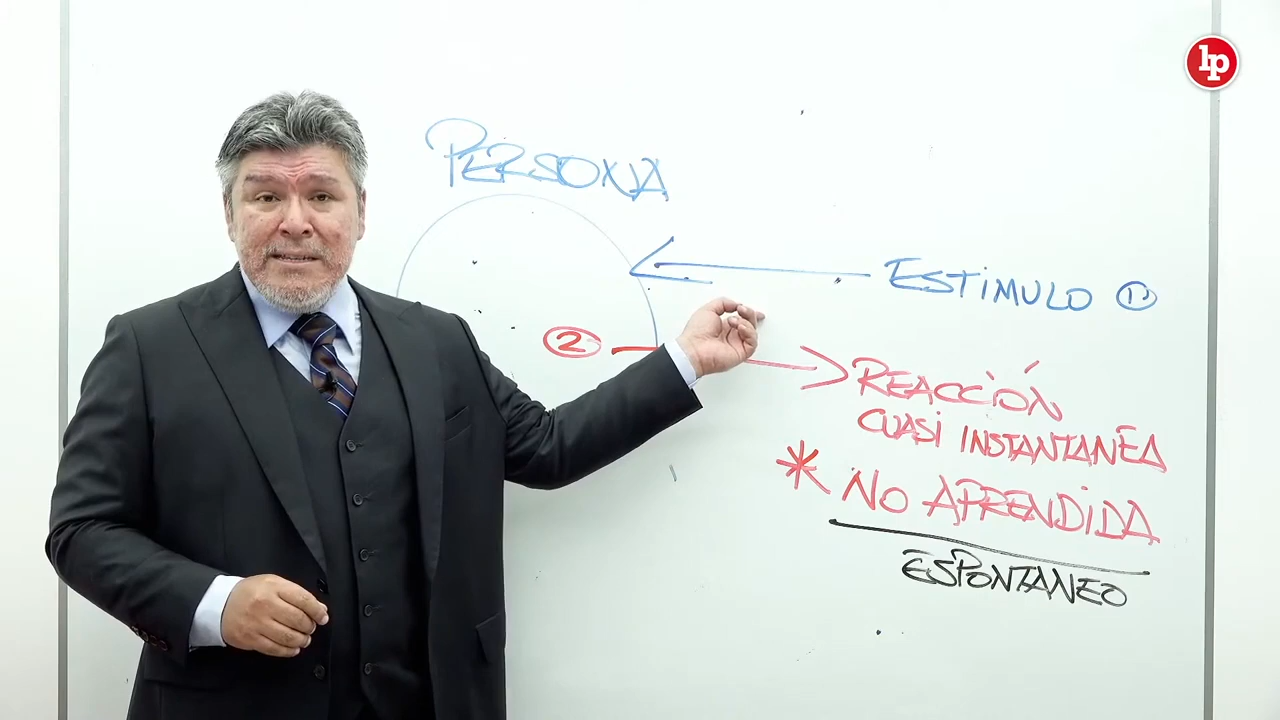 lp
PERSONA
ESTIMULO 1
2
REACCIÓN
CUASI INSTANTANEA
* NO APRENDIDA
ESPONTANEO